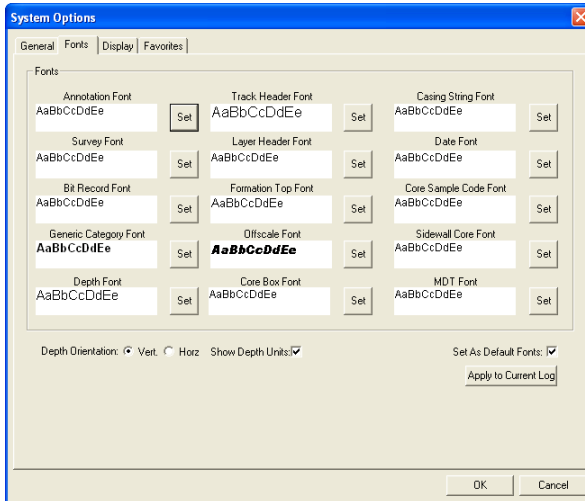 System Options
General Fonts Display Favorites
Fonts
Annotation Font Track Header Font Casing String Font
AaBbCcDdEe Set AaBbCcDdEe Set AaBbCcDdEe Set
Survey Font Layer Header Font Date Font
AaBbCcDdEe Set AaBbCcDdEe Set AaBbCcDdEe Set
Bit Record Font Formation Top Font Core Sample Code Font
AaBbCcDdEe Set AaBbCcDdEe Set AaBbCcDdEe Set
Generic Category Font Offscale Font Sidewall Core Font
AaBbCcDdEe Set AaBbCcDdEe Set AaBbCcDdEe Set
Depth Font Core Box Font MDT Font
AaBbCcDdEe Set AaBbCcDdEe Set AaBbCcDdEe Set
Depth Orientation: Vert. Horz Show Depth Units: Set As Default Fonts:
Apply to Current Log
OK Cancel